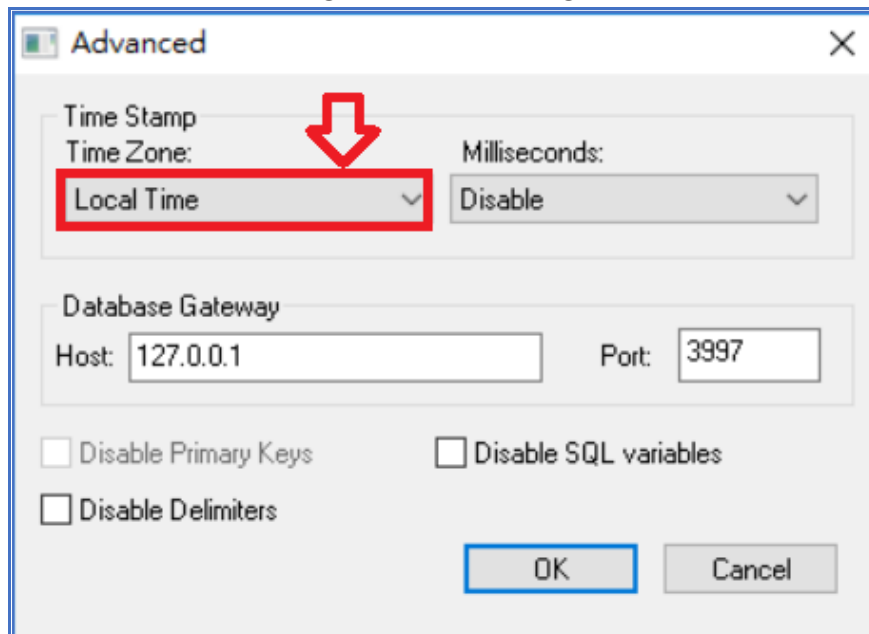 Advanced
Time Stamp
Time Zone: Milliseconds:
Local Time Disable
Database Gateway
Host: 127.0.0.1 Port: 3997
Disable Primary Keys Disable SQL variables
Disable Delimiters
OK Cancel